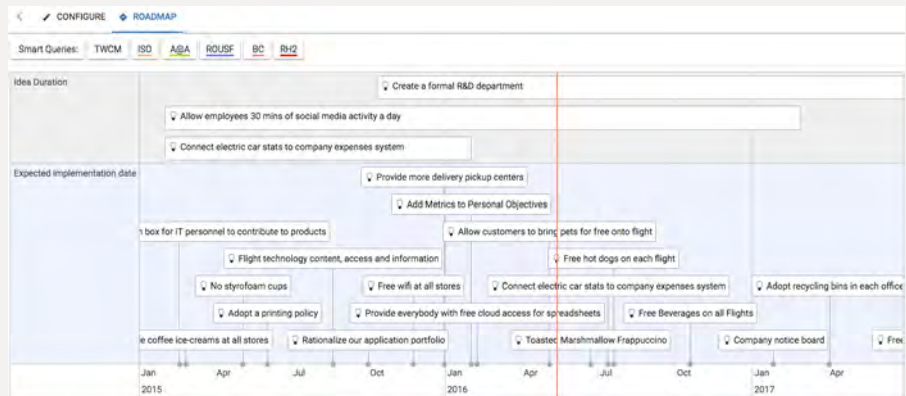 CONFIGURE ROADMAP
Smart Queries: TWCM ISO A@A ROUSF BC RH2
Idea Duration
Create a formal R&D department
Allow employees 30 mins of social media activity a day
Connect electric car stats to company expenses system
Expected implementation date
Provide more delivery pickup centers
Add Metrics to Personal Objectives
n box for IT personnel to contribute to products
Allow customers to bring pets for free onto flight
Flight technology content, access and information
Free hot dogs on each flight
No styrofoam cups
Free wifi at all stores
Connect electric car stats to company expenses system
Adopt recycling bins in each office
Adopt a printing policy
Provide everybody with free cloud access for spreadsheets
Free Beverages on all Flights
e coffee ice-creams at all stores
Rationalize our application portfolio
Toasted Marshmallow Frappuccino
Company notice board
Free
Jan Apr Jul Oct Jan Apr Jul Oct Jan Apr
2015 2016 2017